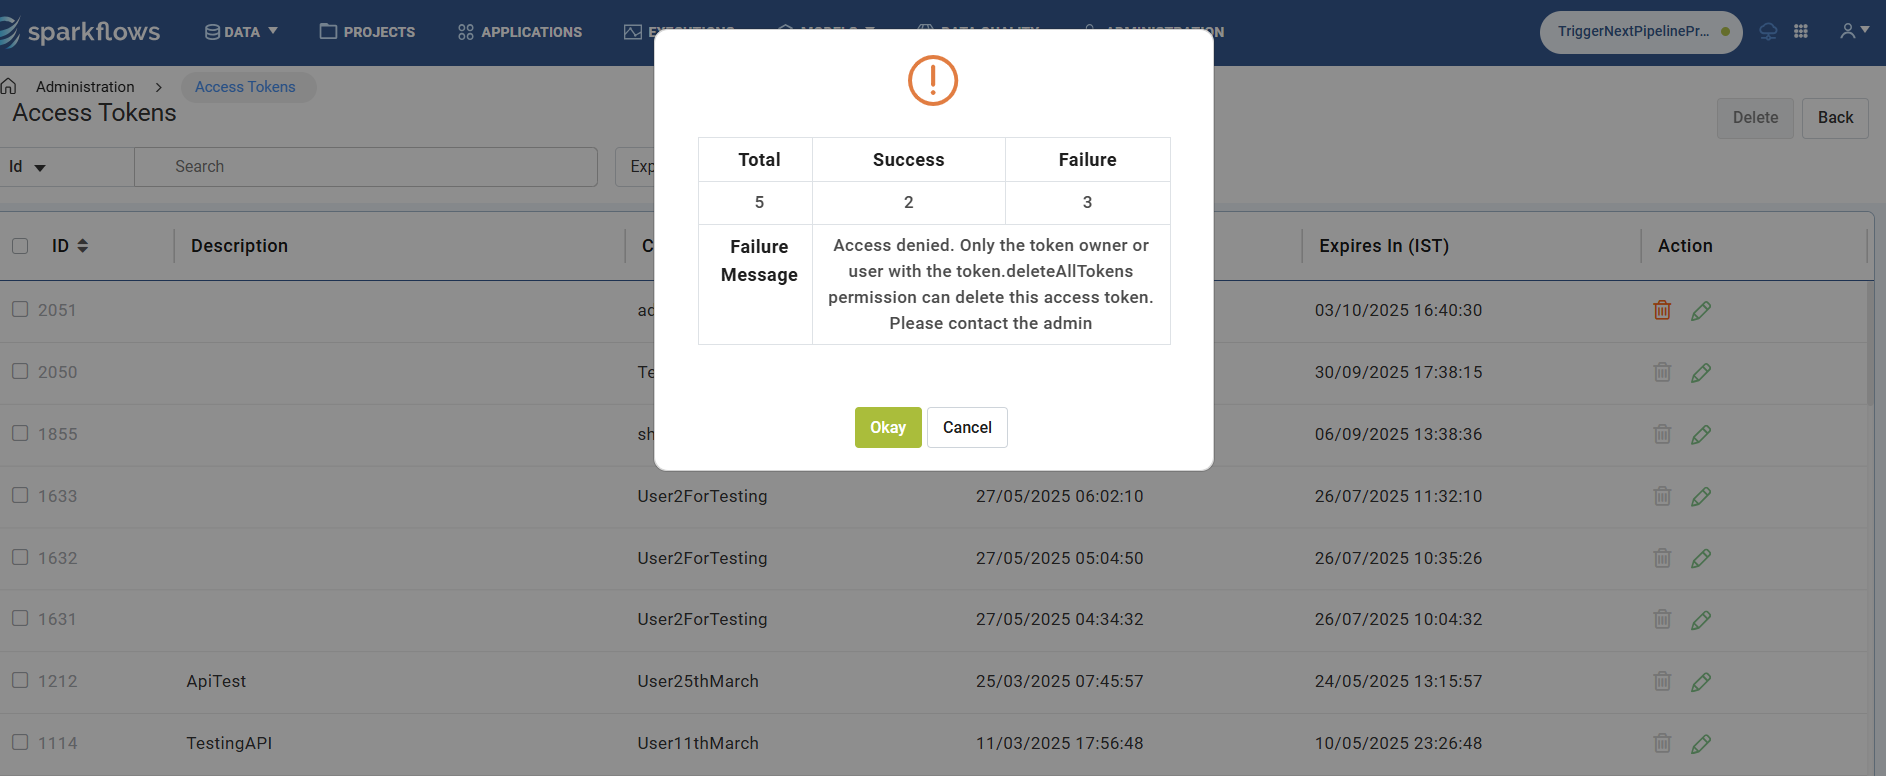 sparkflows
DATA
PROJECTS
APPLICATIONS
EXECUTIONS
DATA QUALITY
ADMINISTRATION
TriggerNextPipelinePr...
Administration > Access Tokens
Access Tokens
Delete
Back
Id
Search
Exp
ID
Description
C
Expires In (IST)
Action
2051 ad 03/10/2025 16:40:30
2050 Te 30/09/2025 17:38:15
1855 sh 06/09/2025 13:38:36
1633 User2ForTesting 27/05/2025 06:02:10 26/07/2025 11:32:10
1632 User2ForTesting 27/05/2025 05:04:50 26/07/2025 10:35:26
1631 User2ForTesting 27/05/2025 04:34:32 26/07/2025 10:04:32
1212 ApiTest User25thMarch 25/03/2025 07:45:57 24/05/2025 13:15:57
1114 TestingAPI User11thMarch 11/03/2025 17:56:48 10/05/2025 23:26:48
Total Success Failure
5 2 3
Failure
Message
Access denied. Only the token owner or
user with the token.deleteAllTokens
permission can delete this access token.
Please contact the admin
Okay
Cancel